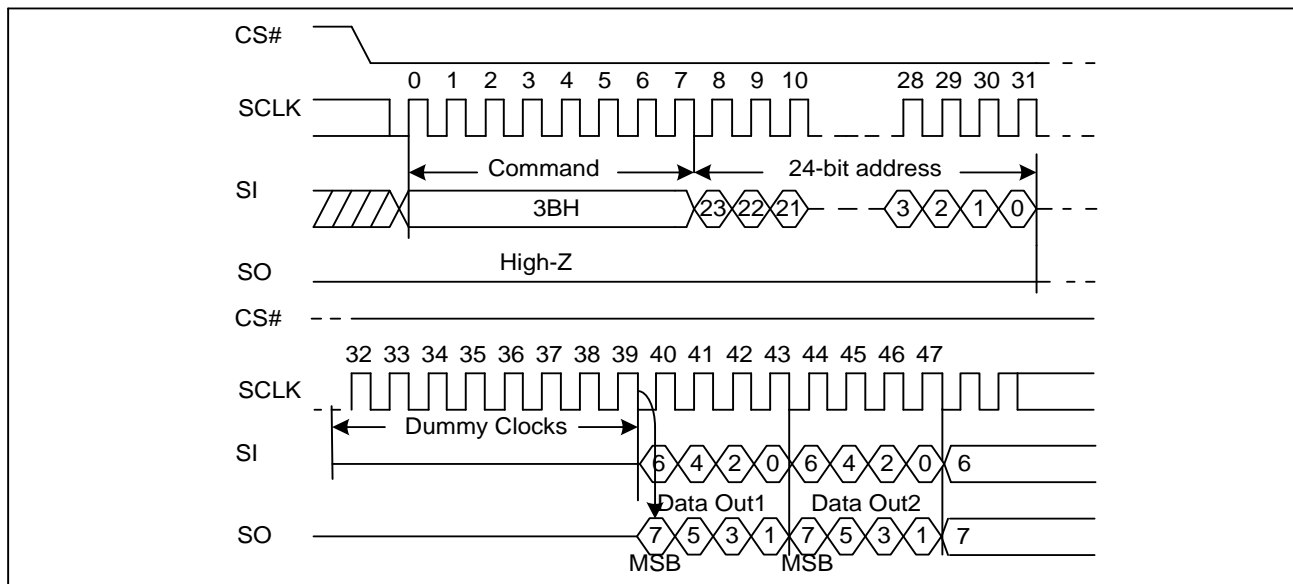 CS#
0 1 2 3 4 5 6 7 8 9 10 28 29 30 31
SCLK
Command 24-bit address
SI
3BH 23 22 21 3 2 1 0
High-Z
SO
CS#
32 33 34 35 36 37 38 39 40 41 42 43 44 45 46 47
SCLK
Dummy Clocks
SI
6 4 2 0 6 4 2 0 6
Data Out1 Data Out2
SO 7 5 3 1 7 5 3 1 7
MSB MSB